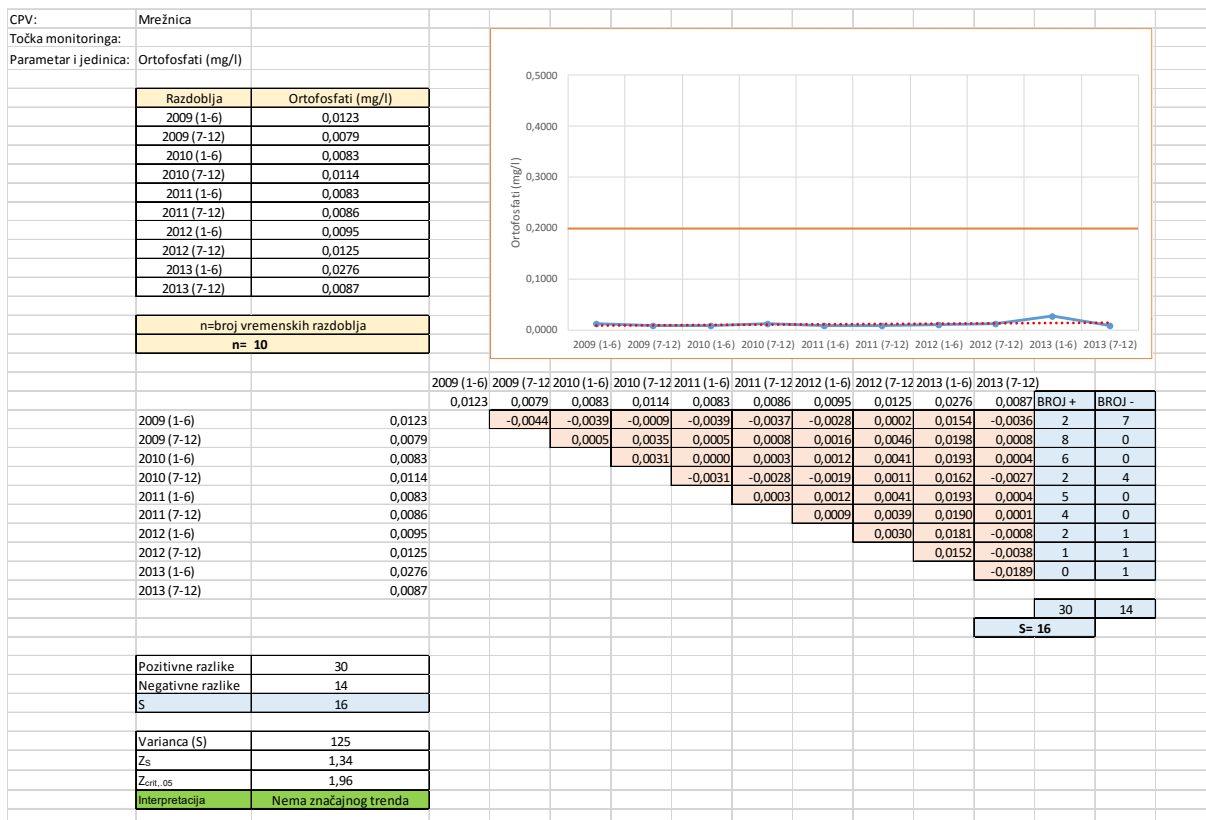 CPV: Mrežnica
Točka monitoringa:
Parametar i jedinica: Ortofosfati (mg/l)
Razdoblja Ortofosfati (mg/l)
2009 (1-6) 0,0123
2009 (7-12) 0,0079
2010 (1-6) 0,0083
2010 (7-12) 0,0114
2011 (1-6) 0,0083
2011 (7-12) 0,0086
2012 (1-6) 0,0095
2012 (7-12) 0,0125
2013 (1-6) 0,0276
2013 (7-12) 0,0087
n=broj vremenskih razdoblja
n= 10
Ortofosfati (mg/l)
0,5000
0,4000
0,3000
0,2000
0,1000
0,0000
2009 (1-6) 2009 (7-12) 2010 (1-6) 2010 (7-12) 2011 (1-6) 2011 (7-12) 2012 (1-6) 2012 (7-12) 2013 (1-6) 2013 (7-12)
2009 (1-6) 2009 (7-12 2010 (1-6) 2010 (7-12 2011 (1-6) 2011 (7-12 2012 (1-6) 2012 (7-12 2013 (1-6) 2013 (7-12)
0,0123 0,0079 0,0083 0,0114 0,0083 0,0086 0,0095 0,0125 0,0276 0,0087 BROJ + BROJ -
2009 (1-6) 0,0123 -0,0044 -0,0039 -0,0009 -0,0039 -0,0037 -0,0028 0,0002 0,0154 -0,0036 2 7
2009 (7-12) 0,0079 0,0005 0,0035 0,0005 0,0008 0,0016 0,0046 0,0198 0,0008 8 0
2010 (1-6) 0,0083 0,0031 0,0000 0,0003 0,0012 0,0041 0,0193 0,0004 6 0
2010 (7-12) 0,0114 -0,0031 -0,0028 -0,0019 0,0011 0,0162 -0,0027 2 4
2011 (1-6) 0,0083 0,0003 0,0012 0,0041 0,0193 0,0004 5 0
2011 (7-12) 0,0086 0,0009 0,0039 0,0190 0,0001 4 0
2012 (1-6) 0,0095 0,0030 0,0181 -0,0008 2 1
2012 (7-12) 0,0125 0,0152 -0,0038 1 1
2013 (1-6) 0,0276 -0,0189 0 1
2013 (7-12) 0,0087
30 14
S= 16
Pozitivne razlike 30
Negativne razlike 14
S 16
Varianca (S) 125
Zs 1,34
Zcrit,.05 1,96
Interpretacija Nema značajnog trenda